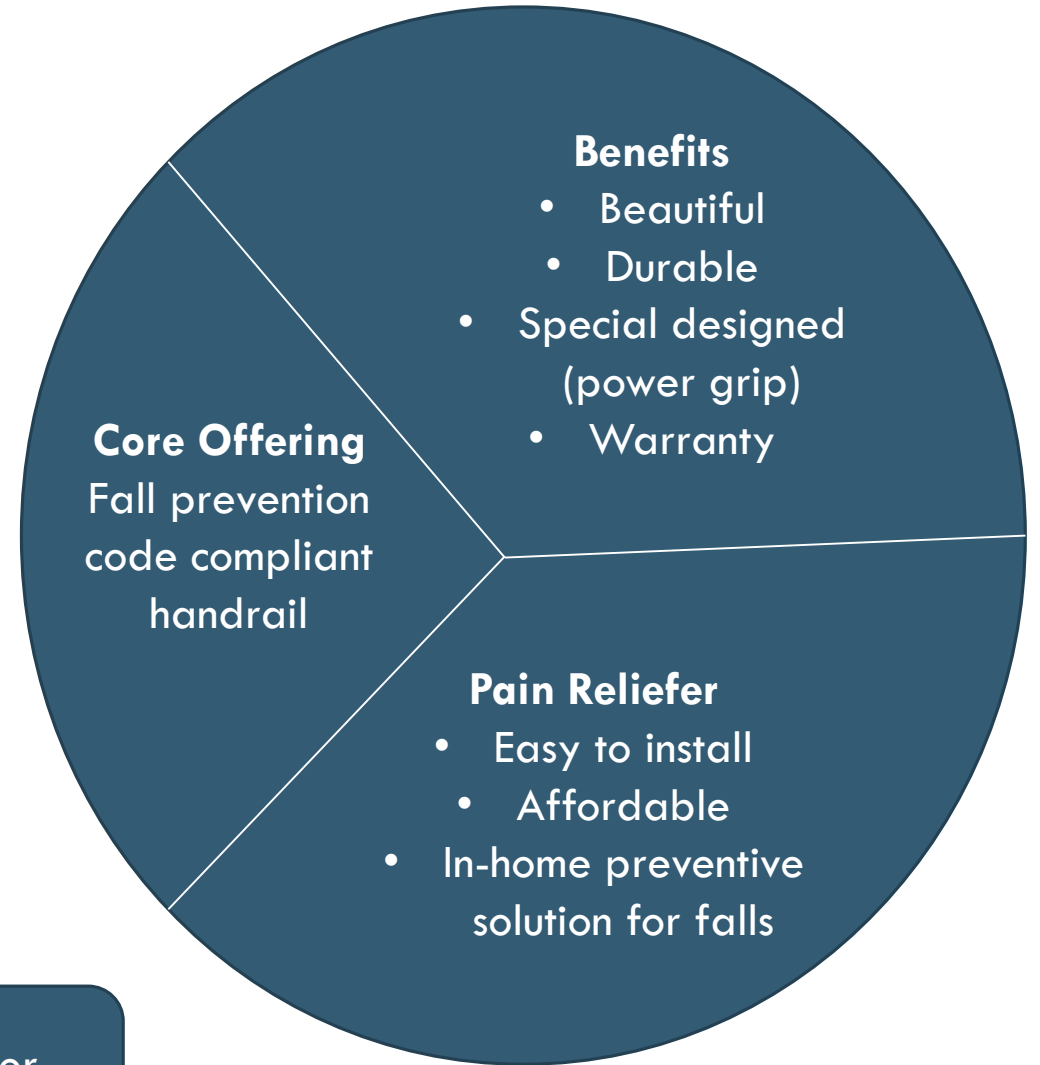 Benefits
• Beautiful
• Durable
• Special designed
(power grip)
• Warranty
Core Offering
Fall prevention
code compliant
handrail
Pain Reliefer
• Easy to install
• Affordable
• In-home preventive
solution for falls